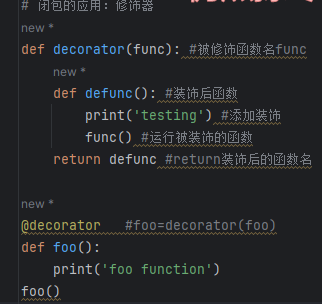 # 闭包的应用：修饰器
new *
def decorator(func): #被修饰函数名func
new *
def defunc(): #装饰后函数
print('testing') #添加装饰
func() #运行被装饰的函数
return defunc #return装饰后的函数名
new *
@decorator   #foo=decorator(foo)
def foo():
print('foo function')
foo()